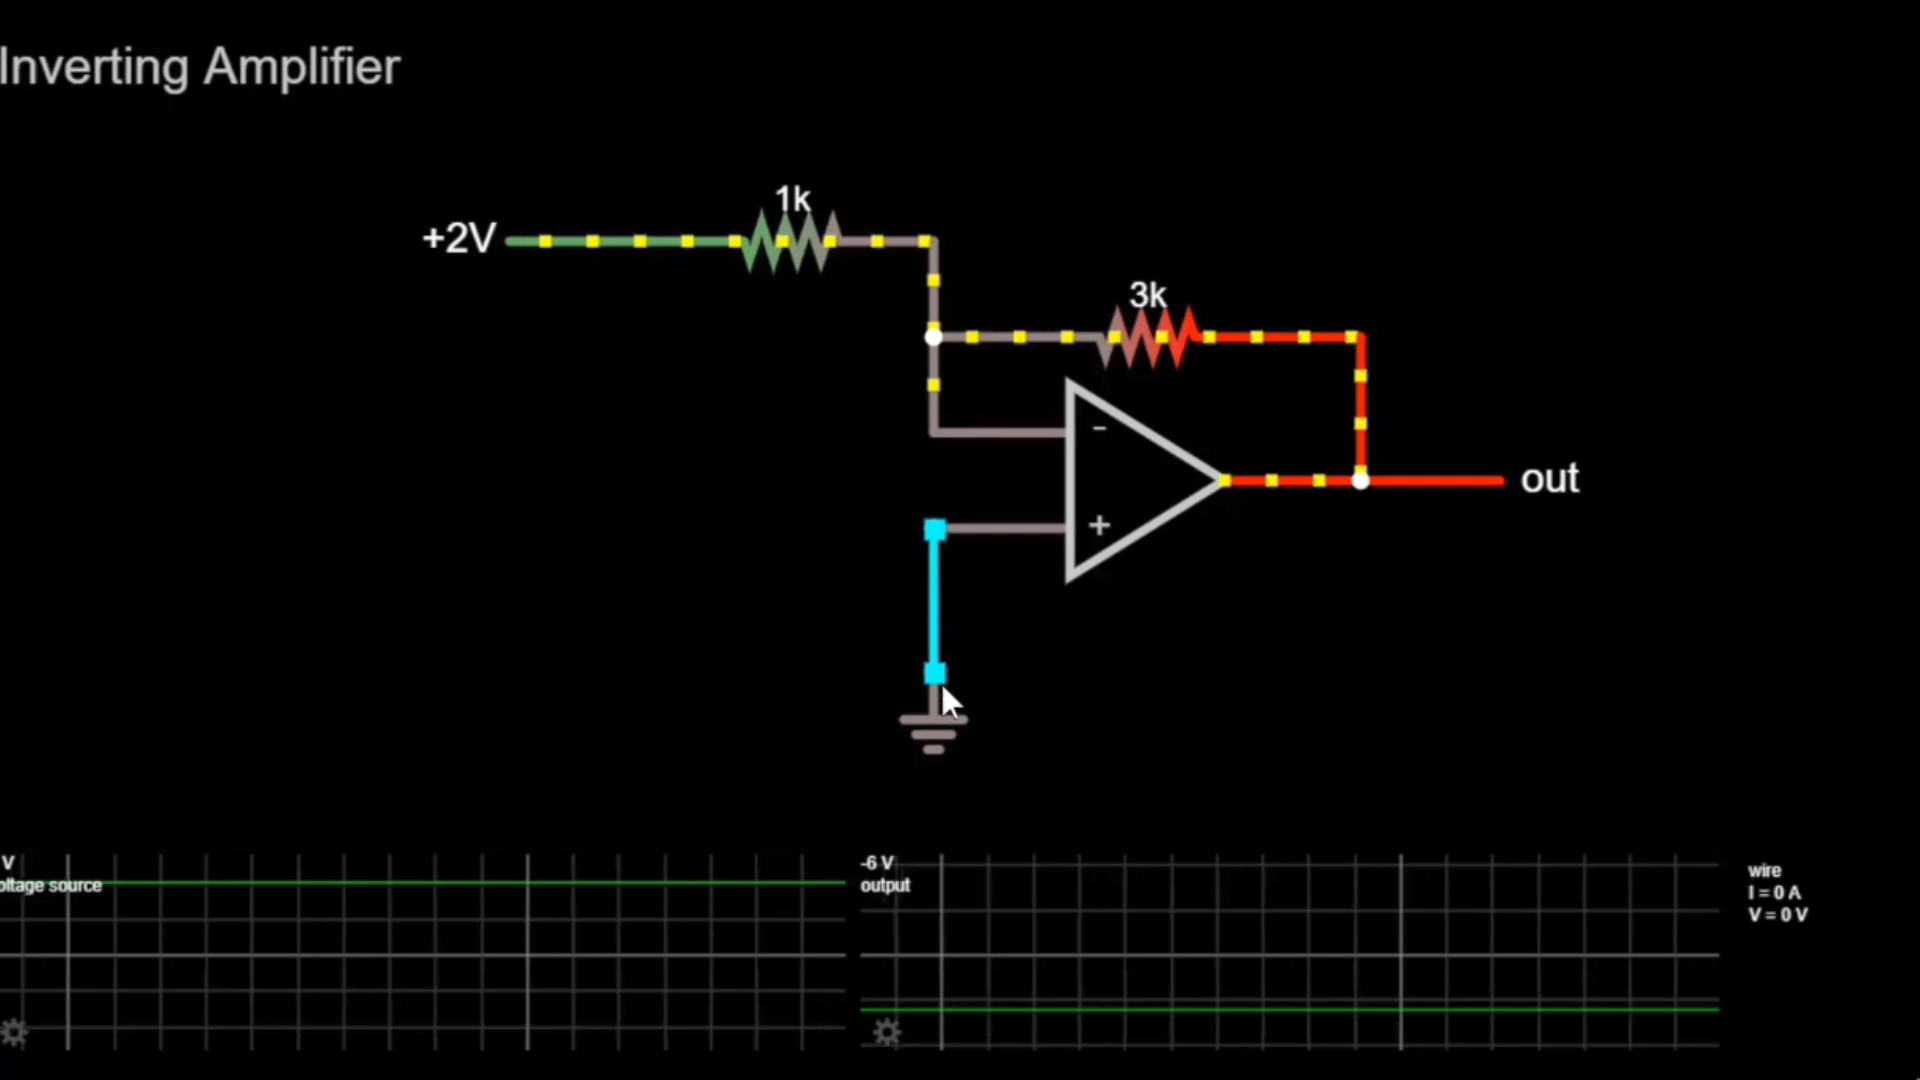 Inverting Amplifier
1k
+2V
3k
-
out
+
V
oltage source
-6 V
output
wire
I = 0 A
V = 0 V